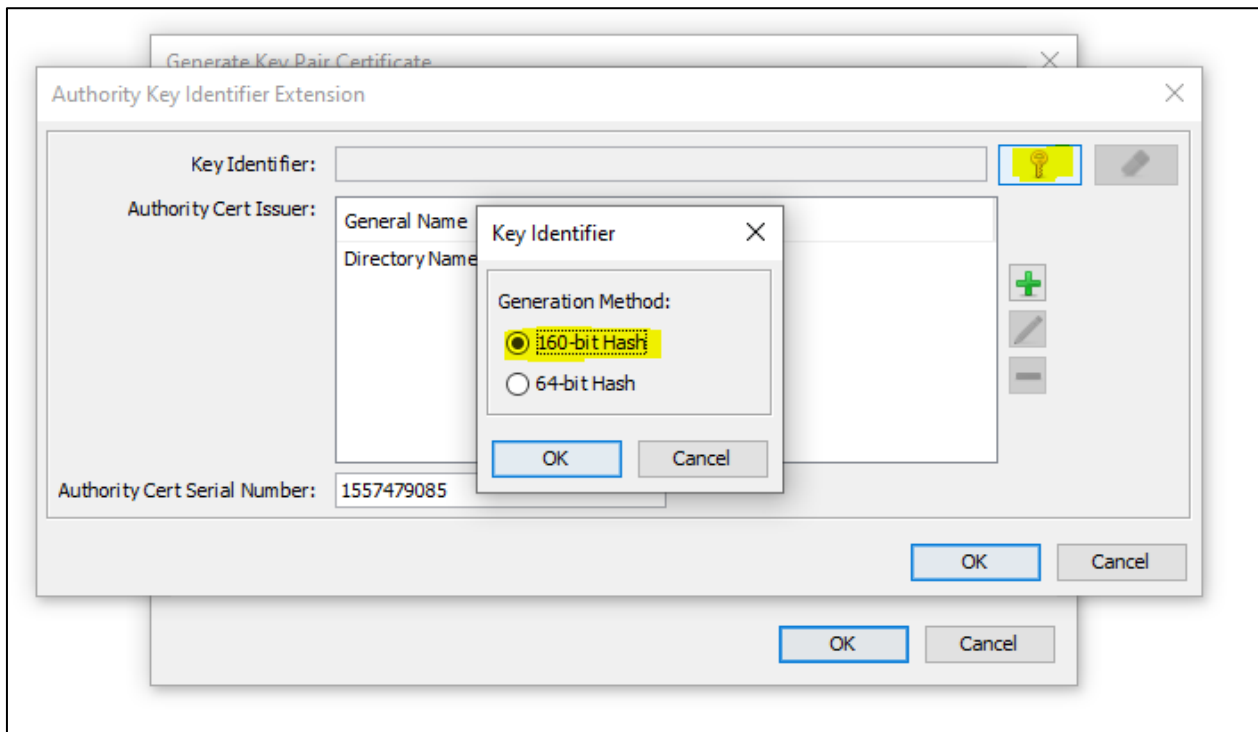 Generate Key Pair Certificate
Authority Key Identifier Extension
Key Identifier:
Authority Cert Issuer:
General Name
Directory Name
Key Identifier
Generation Method:
160-bit Hash
64-bit Hash
OK Cancel
Authority Cert Serial Number: 1557479085
OK Cancel
OK Cancel